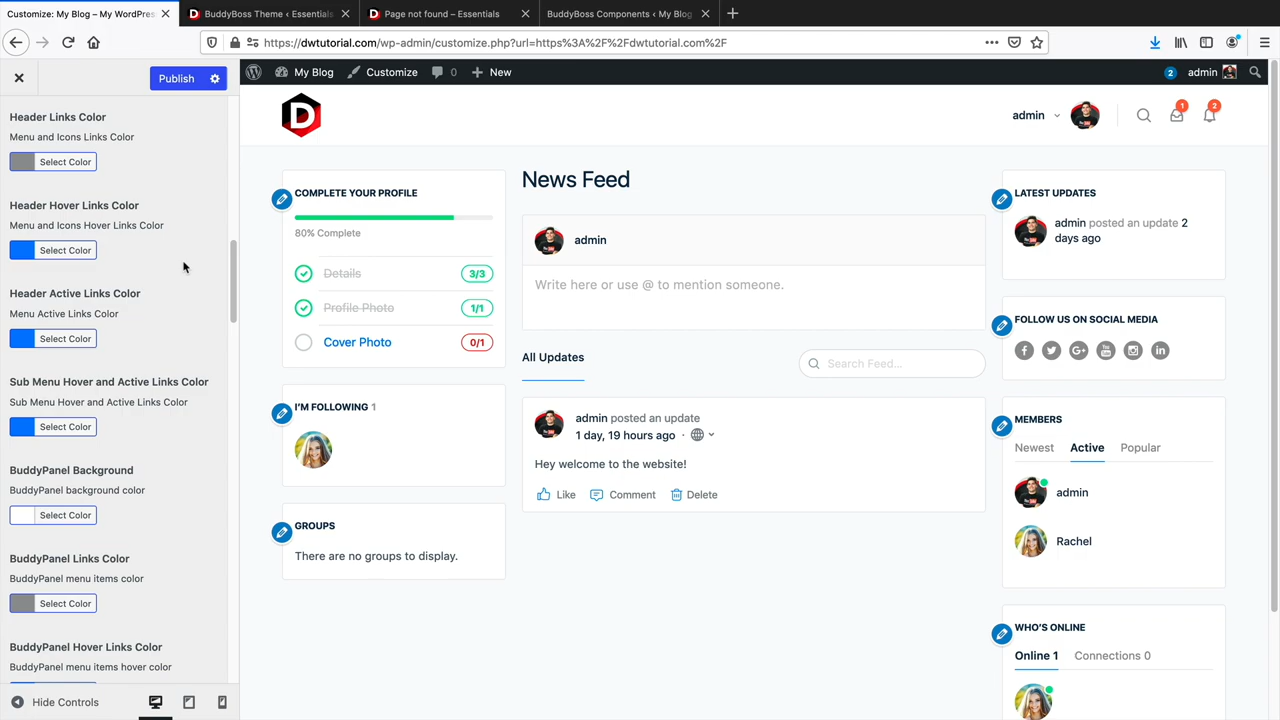 Customize: My Blog – My WordPres
BuddyBoss Theme ‹ Essentials
Page not found – Essentials
BuddyBoss Components ‹ My Blog
https://dwtutorial.com/wp-admin/customize.php?url=https%3A%2F%2Fdwtutorial.com%2F
Publish
My Blog
Customize
0
New
2
admin
Header Links Color
Menu and Icons Links Color
Select Color
Header Hover Links Color
Menu and Icons Hover Links Color
Select Color
Header Active Links Color
Menu Active Links Color
Select Color
Sub Menu Hover and Active Links Color
Sub Menu Hover and Active Links Color
Select Color
BuddyPanel Background
BuddyPanel background color
Select Color
BuddyPanel Links Color
BuddyPanel menu items color
Select Color
BuddyPanel Hover Links Color
BuddyPanel menu items hover color
Hide Controls
D
admin
1
2
COMPLETE YOUR PROFILE
80% Complete
Details
3/3
Profile Photo
1/1
Cover Photo
0/1
I'M FOLLOWING 1
GROUPS
There are no groups to display.
News Feed
admin
Write here or use @ to mention someone.
All Updates
Search Feed...
admin posted an update
1 day, 19 hours ago ·
Hey welcome to the website!
Like
Comment
Delete
LATEST UPDATES
admin posted an update 2
days ago
FOLLOW US ON SOCIAL MEDIA
MEMBERS
Newest
Active
Popular
admin
Rachel
WHO'S ONLINE
Online 1
Connections 0